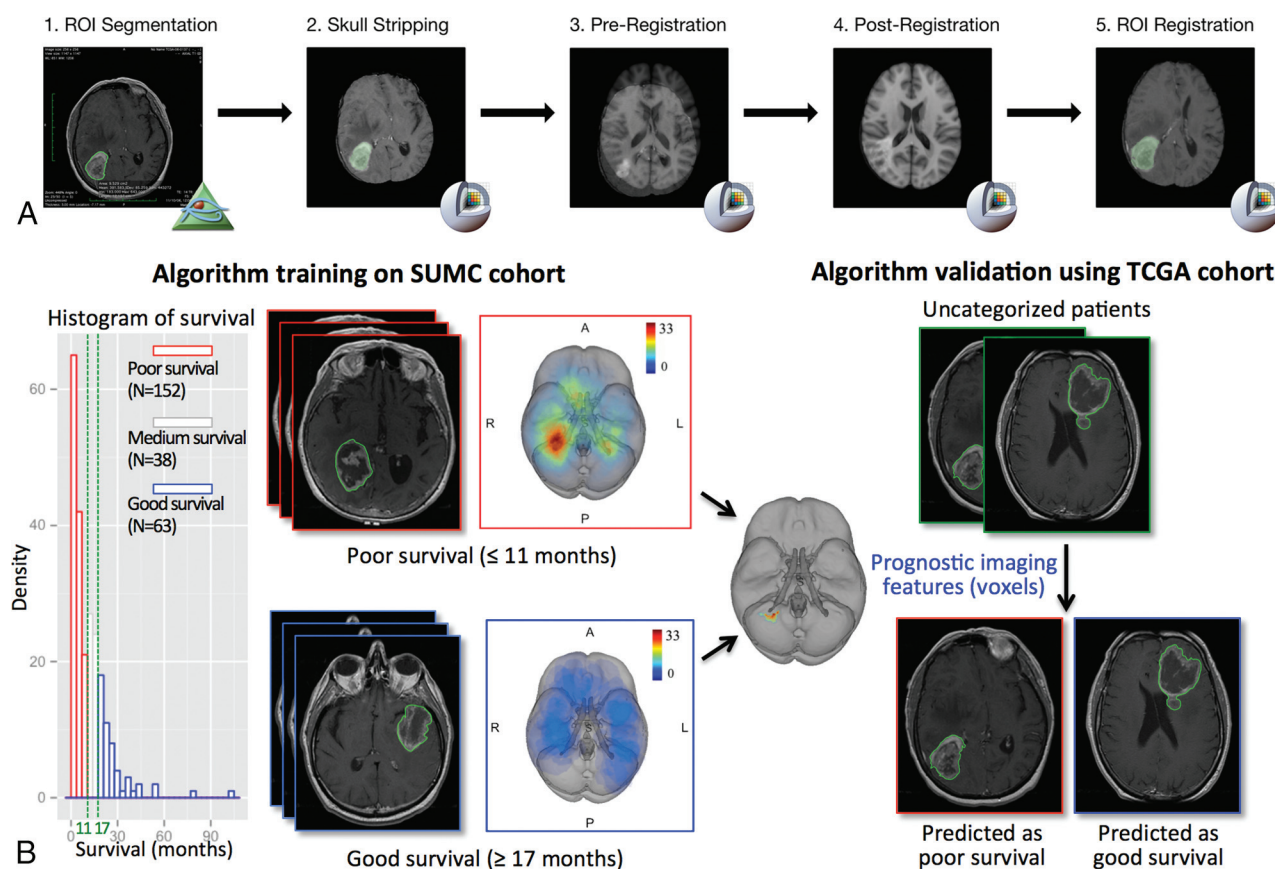 1. ROI Segmentation
2. Skull Stripping
3. Pre-Registration
4. Post-Registration
5. ROI Registration
A
Algorithm training on SUMC cohort
Algorithm validation using TCGA cohort
Histogram of survival
Poor survival
(N=152)
Medium survival
(N=38)
Good survival
(N=63)
Density
60
40
20
0
0
11
17
30
60
90
Survival (months)
B
A
R
L
P
S
33
0
Poor survival (≤ 11 months)
A
R
L
P
S
33
0
Good survival (≥ 17 months)
S
Uncategorized patients
Prognostic imaging
features (voxels)
Predicted as
poor survival
Predicted as
good survival